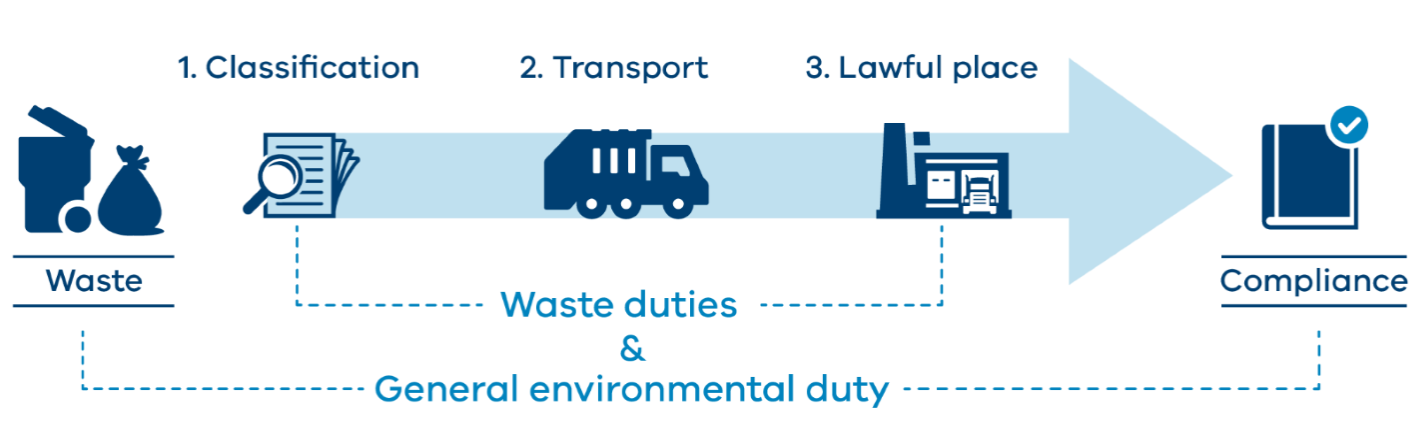 1. Classification
2. Transport
3. Lawful place
Waste
Compliance
Waste duties
&
General environmental duty